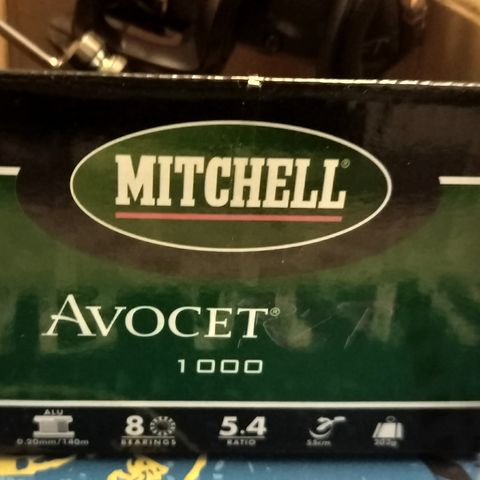 MITCHELL®
AVOCET®
1000
ALU 8 5.4
0.20mm/140m BEARINGS RATIO 55cm 202g